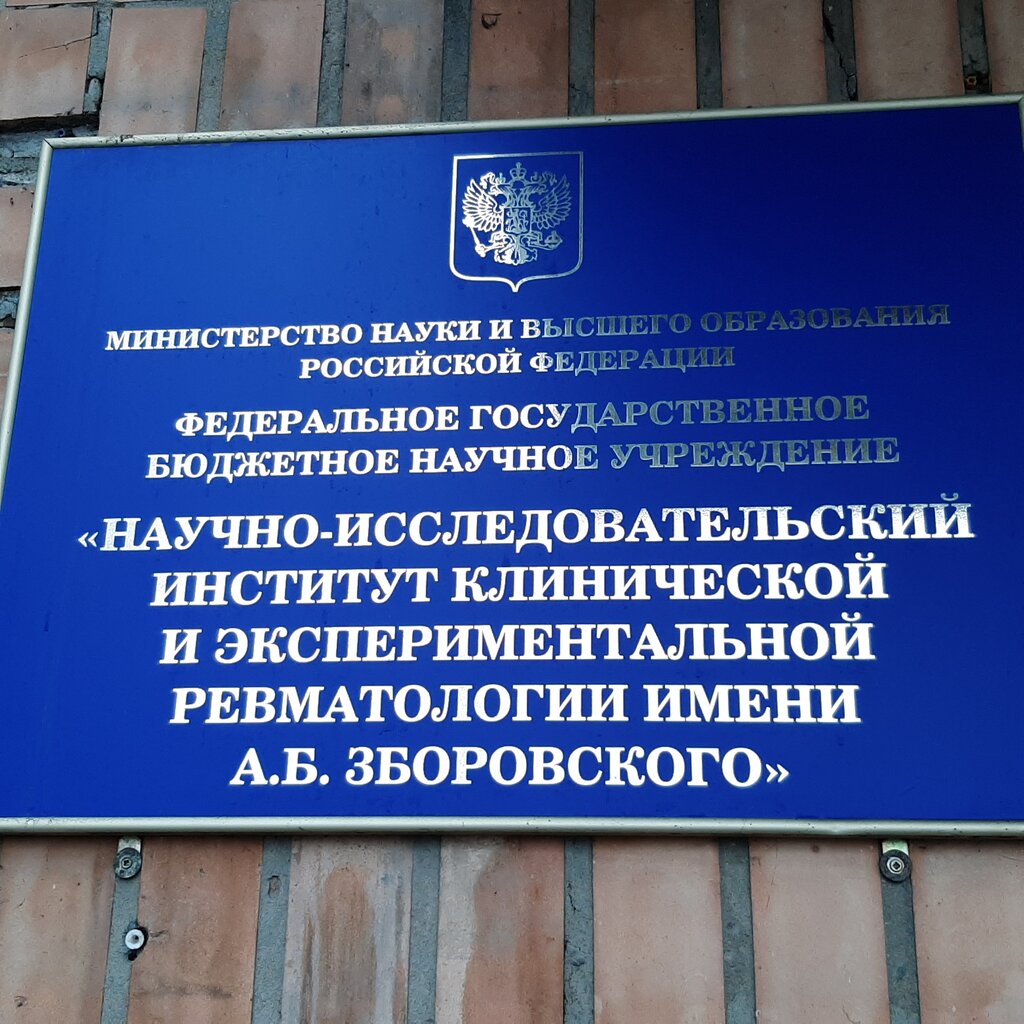 МИНИСТЕРСТВО НАУКИ И ВЫСШЕГО ОБРАЗОВАНИЯ
РОССИЙСКОЙ ФЕДЕРАЦИИ
ФЕДЕРАЛЬНОЕ ГОСУДАРСТВЕННОЕ
БЮДЖЕТНОЕ НАУЧНОЕ УЧРЕЖДЕНИЕ
«НАУЧНО-ИССЛЕДОВАТЕЛЬСКИЙ
ИНСТИТУТ КЛИНИЧЕСКОЙ
И ЭКСПЕРИМЕНТАЛЬНОЙ
РЕВМАТОЛОГИИ ИМЕНИ
А.Б. ЗБОРОВСКОГО»